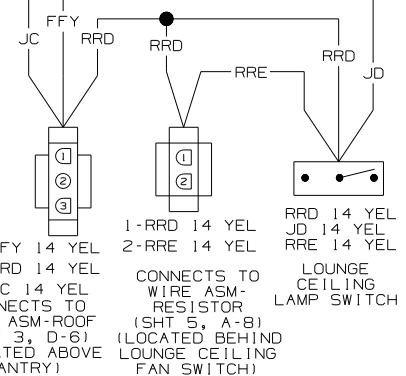 FFY
JC
RRD
RRD
RRE
RRD
JD
1
2
3
1
2
1-RRD 14 YEL
2-RRE 14 YEL
RRD 14 YEL
JD 14 YEL
RRE 14 YEL
FY 14 YEL
RD 14 YEL
C 14 YEL
NECTS TO
ASM-ROOF
3, D-6)
TED ABOVE
ANTRY)
CONNECTS TO
WIRE ASM-
RESISTOR
(SHT 5, A-8)
(LOCATED BEHIND
LOUNGE CEILING
FAN SWITCH)
LOUNGE
CEILING
LAMP SWITCH